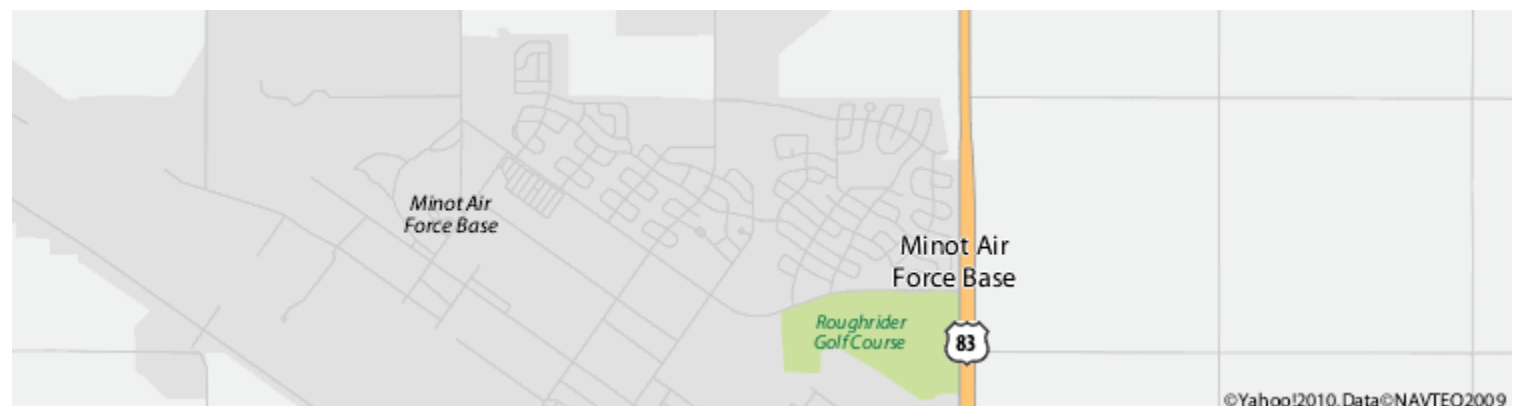 Minot Air
Force Base
Minot Air
Force Base
Roughrider
Golf Course
83
©Yahoo!2010, Data©NAVTEQ2009